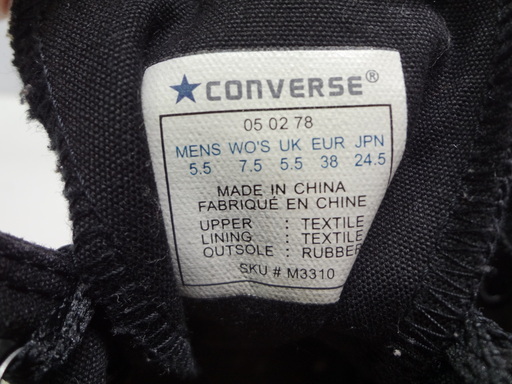 ★CONVERSE®
05 02 78
MENS WO'S UK EUR JPN
5.5 7.5 5.5 38 24.5
MADE IN CHINA
FABRIQUÉ EN CHINE
UPPER : TEXTILE
LINING : TEXTILE
OUTSOLE : RUBBER
SKU # M3310